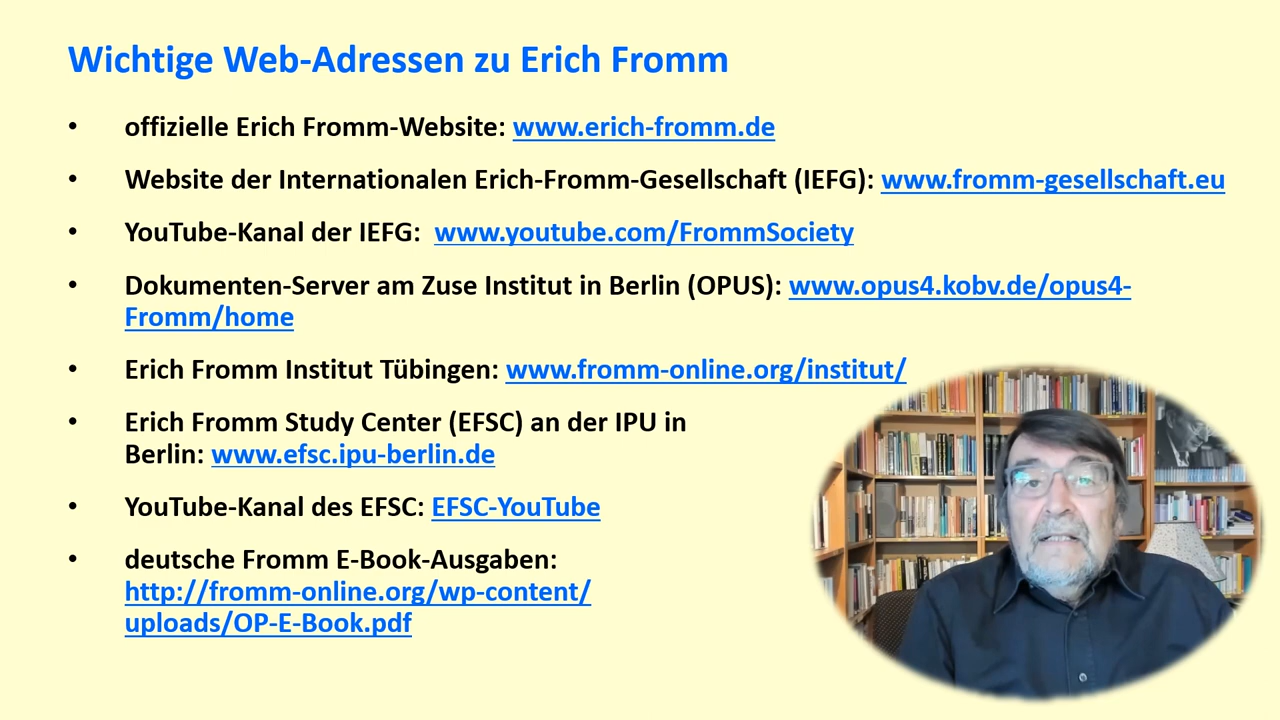 Wichtige Web-Adressen zu Erich Fromm
• offizielle Erich Fromm-Website: www.erich-fromm.de
• Website der Internationalen Erich-Fromm-Gesellschaft (IEFG): www.fromm-gesellschaft.eu
• YouTube-Kanal der IEFG: www.youtube.com/FrommSociety
• Dokumenten-Server am Zuse Institut in Berlin (OPUS): www.opus4.kobv.de/opus4-
Fromm/home
• Erich Fromm Institut Tübingen: www.fromm-online.org/institut/
• Erich Fromm Study Center (EFSC) an der IPU in
Berlin: www.efsc.ipu-berlin.de
• YouTube-Kanal des EFSC: EFSC-YouTube
• deutsche Fromm E-Book-Ausgaben:
http://fromm-online.org/wp-content/
uploads/OP-E-Book.pdf